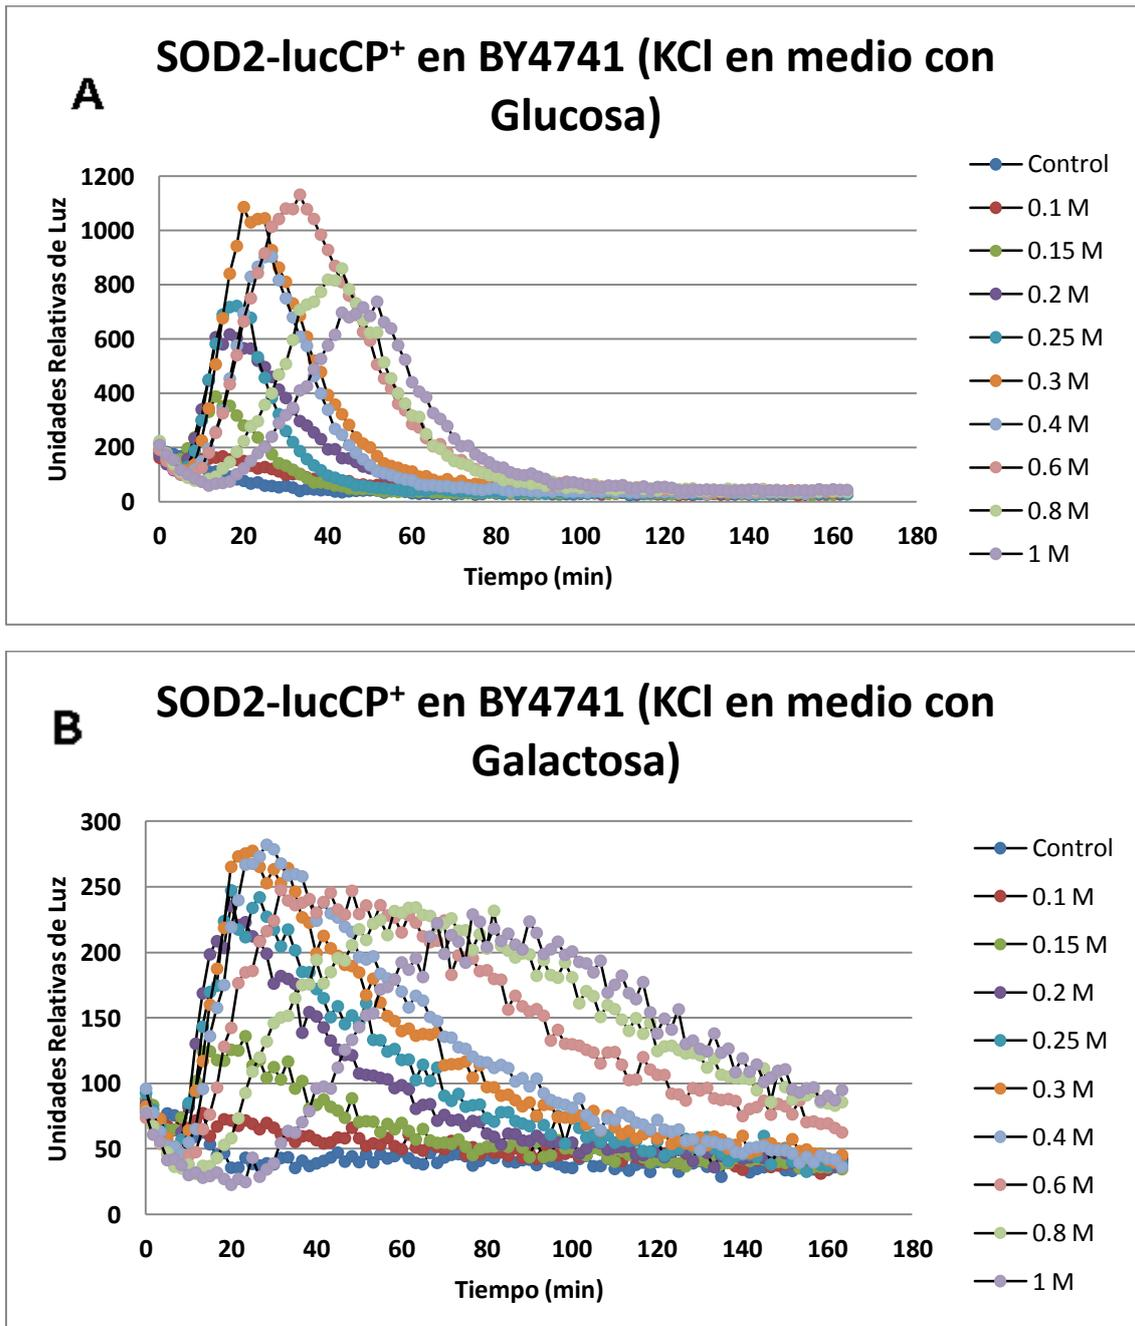 A
SOD2-lucCP⁺ en BY4741 (KCl en medio con
Glucosa)
Unidades Relativas de Luz
1200
1000
800
600
400
200
0
0 20 40 60 80 100 120 140 160 180
Tiempo (min)
Control
0.1 M
0.15 M
0.2 M
0.25 M
0.3 M
0.4 M
0.6 M
0.8 M
1 M
B
SOD2-lucCP⁺ en BY4741 (KCl en medio con
Galactosa)
Unidades Relativas de Luz
300
250
200
150
100
50
0
0 20 40 60 80 100 120 140 160 180
Tiempo (min)
Control
0.1 M
0.15 M
0.2 M
0.25 M
0.3 M
0.4 M
0.6 M
0.8 M
1 M